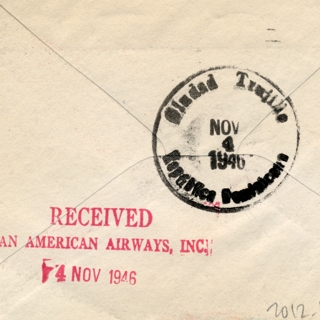 Ciudad Trujillo
NOV
4
1946
República Dominicana
RECEIVED
AN AMERICAN AIRWAYS, INC.
4 NOV 1946
2012.